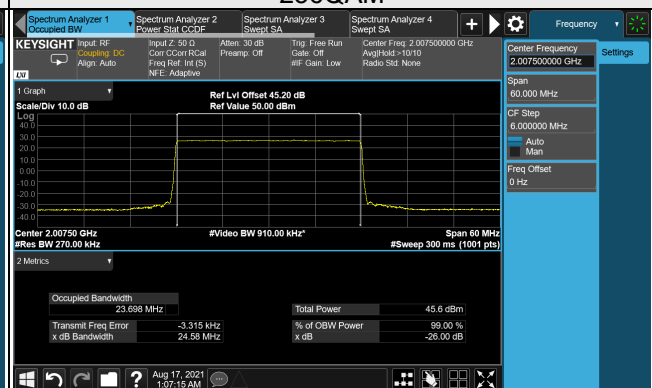 256QAM
Spectrum Analyzer 1
Occupied BW
Spectrum Analyzer 2
Power Stat CCDF
Spectrum Analyzer 3
Swept SA
Spectrum Analyzer 4
Swept SA
Frequency
KEYSIGHT
Input: RF
Coupling: DC
Align: Auto
Input Z: 50 Ω
Corr CCorr RCal
Freq Ref: Int (S)
NFE: Adaptive
Atten: 30 dB
Preamp: Off
Trig: Free Run
Gate: Off
#IF Gain: Low
Center Freq: 2.007500000 GHz
Avg|Hold:>10/10
Radio Std: None
LXI
Center Frequency
2.007500000 GHz
Settings
Span
60.000 MHz
CF Step
6.000000 MHz
Auto
Man
Freq Offset
0 Hz
1 Graph
Scale/Div 10.0 dB
Ref Lvl Offset 45.20 dB
Ref Value 50.00 dBm
Log
40.0
30.0
20.0
10.0
0.00
-10.0
-20.0
-30.0
-40.0
Center 2.00750 GHz
#Res BW 270.00 kHz
#Video BW 910.00 kHz*
Span 60 MHz
#Sweep 300 ms (1001 pts)
2 Metrics
Occupied Bandwidth
23.698 MHz
Total Power 45.6 dBm
Transmit Freq Error -3.315 kHz
% of OBW Power 99.00 %
x dB Bandwidth 24.58 MHz
x dB -26.00 dB
Aug 17, 2021
1:07:15 AM